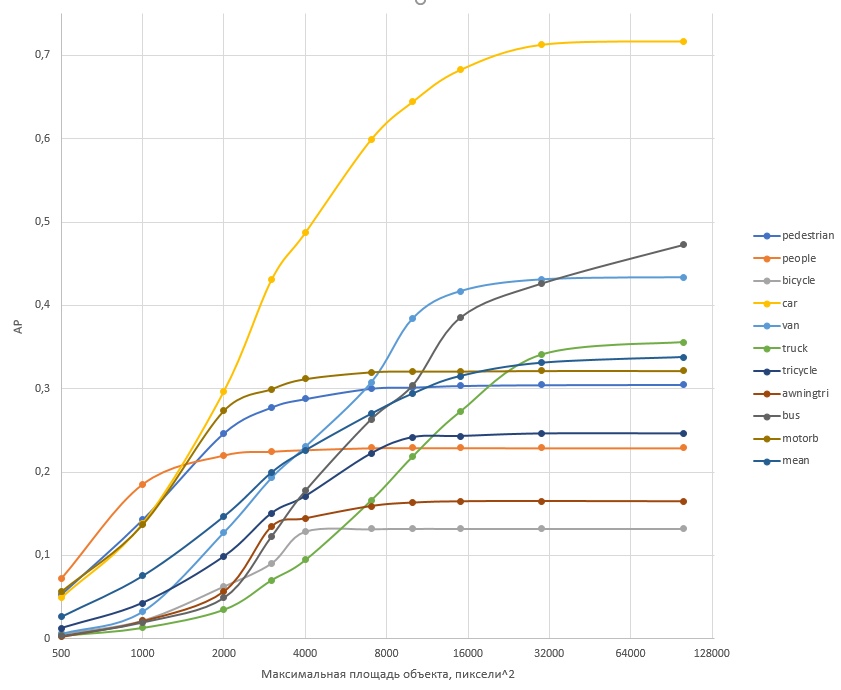 0,7
0,6
0,5
0,4
0,3
0,2
0,1
0
AP
500 1000 2000 4000 8000 16000 32000 64000 128000
Максимальная площадь объекта, пиксели^2
pedestrian
people
bicycle
car
van
truck
tricycle
awningtri
bus
motorb
mean